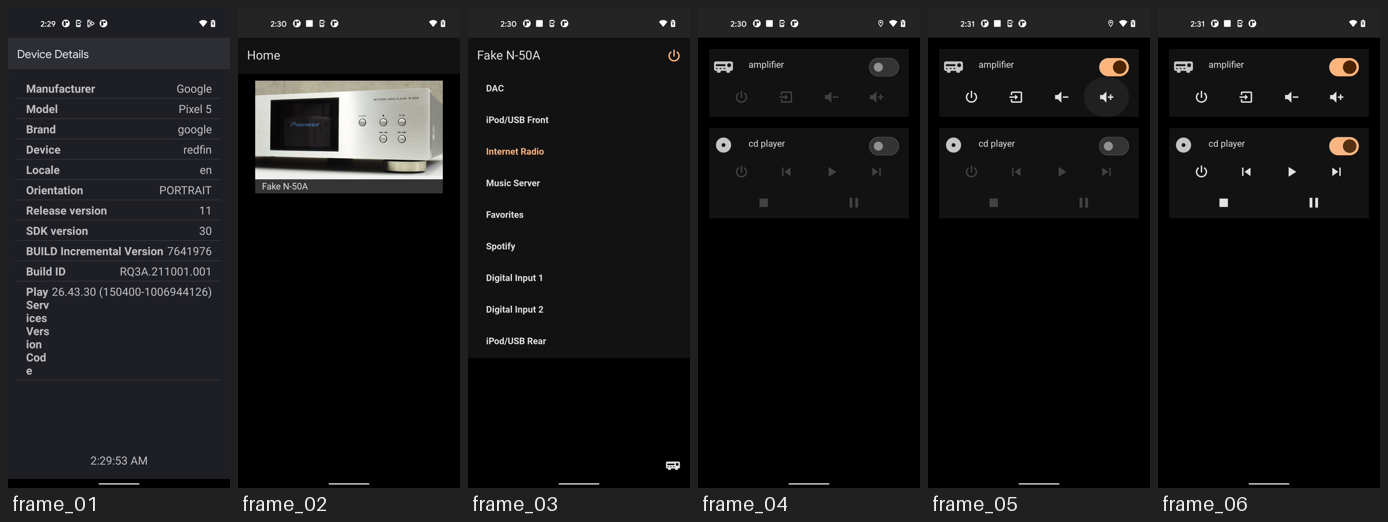 2:29
Device Details
Manufacturer Google
Model Pixel 5
Brand google
Device redfin
Locale en
Orientation PORTRAIT
Release version 11
SDK version 30
BUILD Incremental Version 7641976
Build ID RQ3A.211001.001
Play 26.43.30 (150400-1006944126)
Serv
ices
Vers
ion
Cod
e
2:29:53 AM
frame_01
2:30
Home
Pioneer
Fake N-50A
frame_02
2:30
Fake N-50A
DAC
iPod/USB Front
Internet Radio
Music Server
Favorites
Spotify
Digital Input 1
Digital Input 2
iPod/USB Rear
frame_03
2:30
amplifier
cd player
frame_04
2:31
amplifier
cd player
frame_05
2:31
amplifier
cd player
frame_06